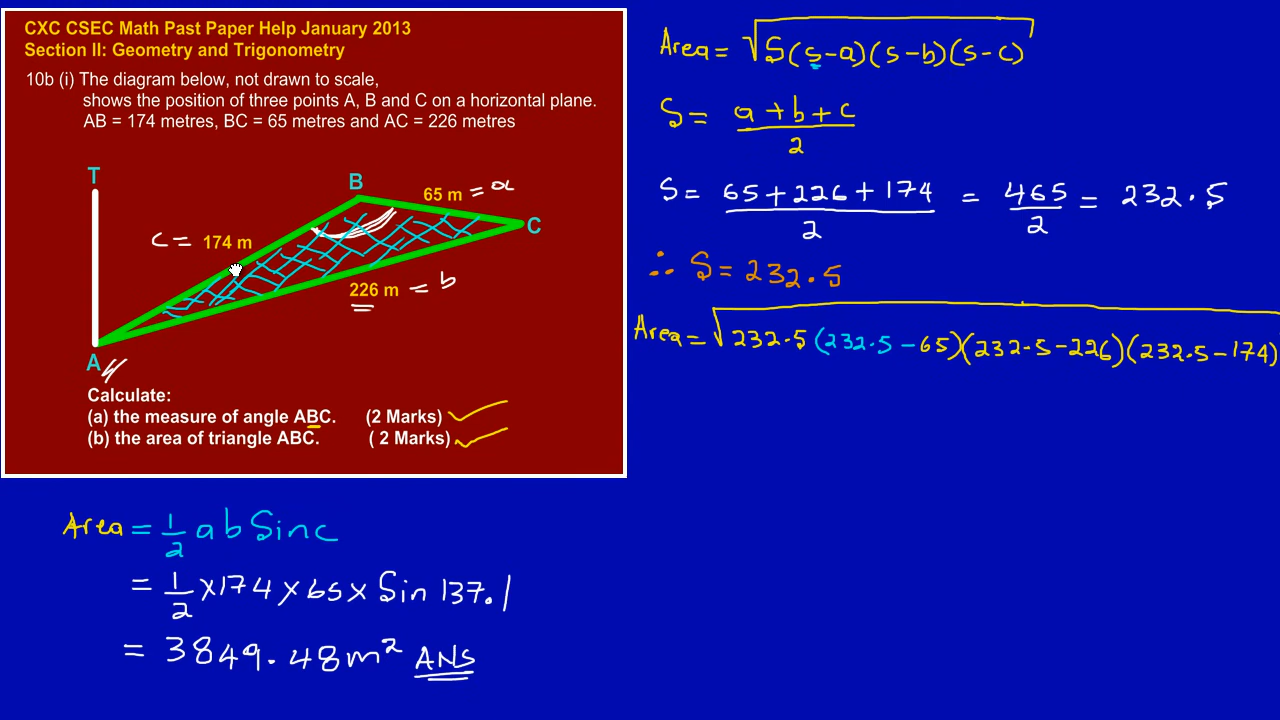 CXC CSEC Math Past Paper Help January 2013
Section II: Geometry and Trigonometry
10b (i) The diagram below, not drawn to scale,
shows the position of three points A, B and C on a horizontal plane.
AB = 174 metres, BC = 65 metres and AC = 226 metres
T
B
65 m = a
C
c = 174 m
226 m = b
A
Calculate:
(a) the measure of angle ABC. (2 Marks)
(b) the area of triangle ABC. ( 2 Marks)
Area = 1/2 a b Sin c
= 1/2 × 174 × 65 × Sin 137.1
= 3849.48 m² ANS
Area = √S(s-a)(s-b)(s-c)
S = a + b + c / 2
S = 65 + 226 + 174 / 2 = 465 / 2 = 232.5
∴ S = 232.5
Area = √232.5 (232.5 - 65)(232.5 - 226)(232.5 - 174)